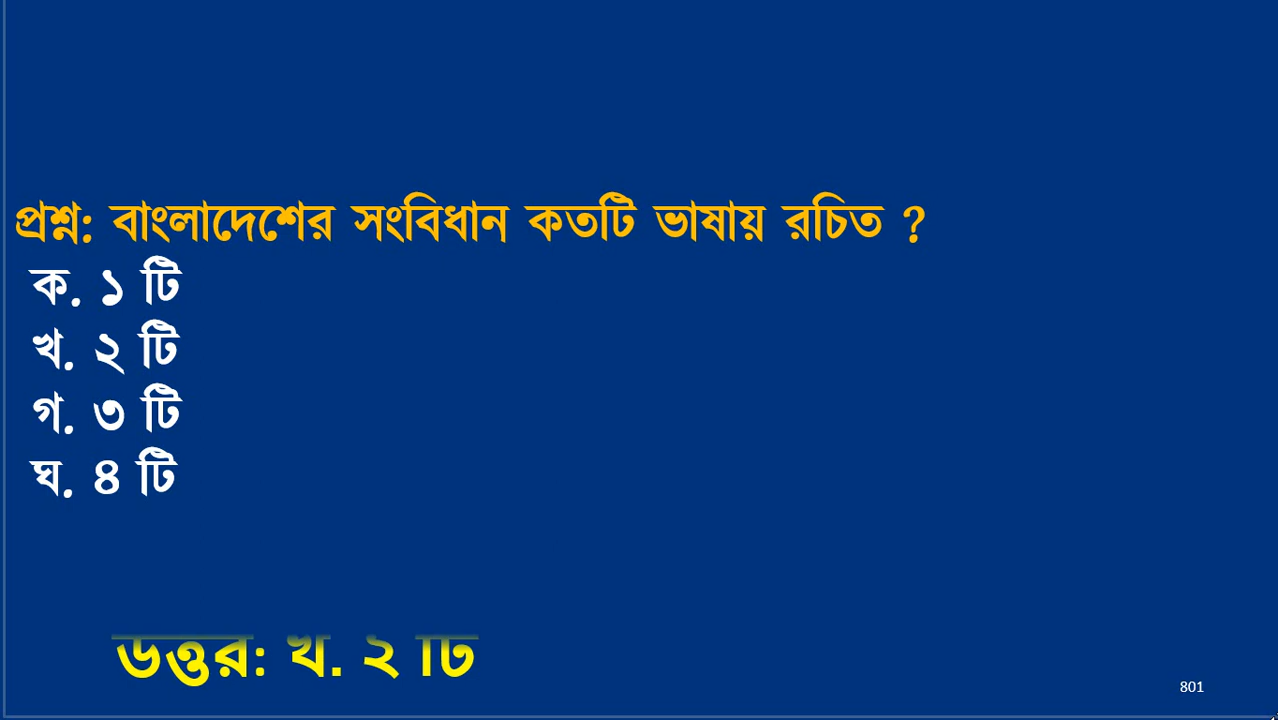 প্রশ্ন: বাংলাদেশের সংবিধান কতটি ভাষায় রচিত ?
ক. ১ টি
খ. ২ টি
গ. ৩ টি
ঘ. ৪ টি
উত্তর: খ. ২ টি
801